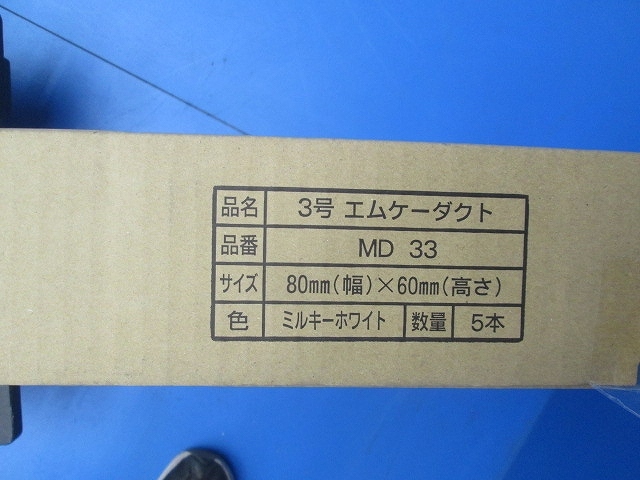 品名 3号 エムケーダクト
品番 MD 33
サイズ 80mm(幅)×60mm(高さ)
色 ミルキーホワイト 数量 5本